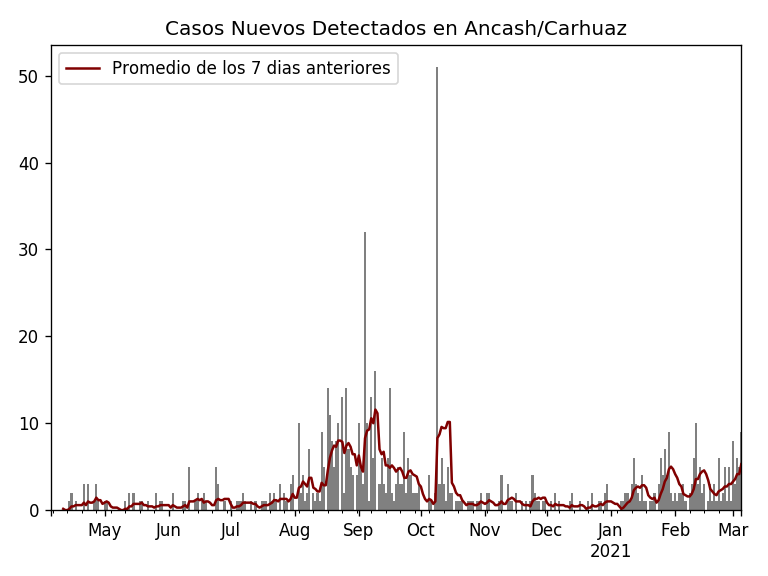 Casos Nuevos Detectados en Ancash/Carhuaz
Promedio de los 7 dias anteriores
50
40
30
20
10
0
May Jun Jul Aug Sep Oct Nov Dec Jan Feb Mar
2021